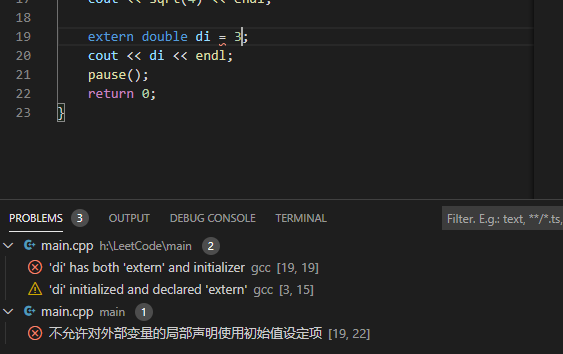 17 cout << sqrt(4) << endl;
18
19 extern double di = 3;
20 cout << di << endl;
21 pause();
22 return 0;
23 }
PROBLEMS 3 OUTPUT DEBUG CONSOLE TERMINAL Filter. E.g.: text, **/*.ts,
main.cpp h:\LeetCode\main 2
'di' has both 'extern' and initializer gcc [19, 19]
'di' initialized and declared 'extern' gcc [3, 15]
main.cpp main 1
不允许对外部变量的局部声明使用初始值设定项 [19, 22]